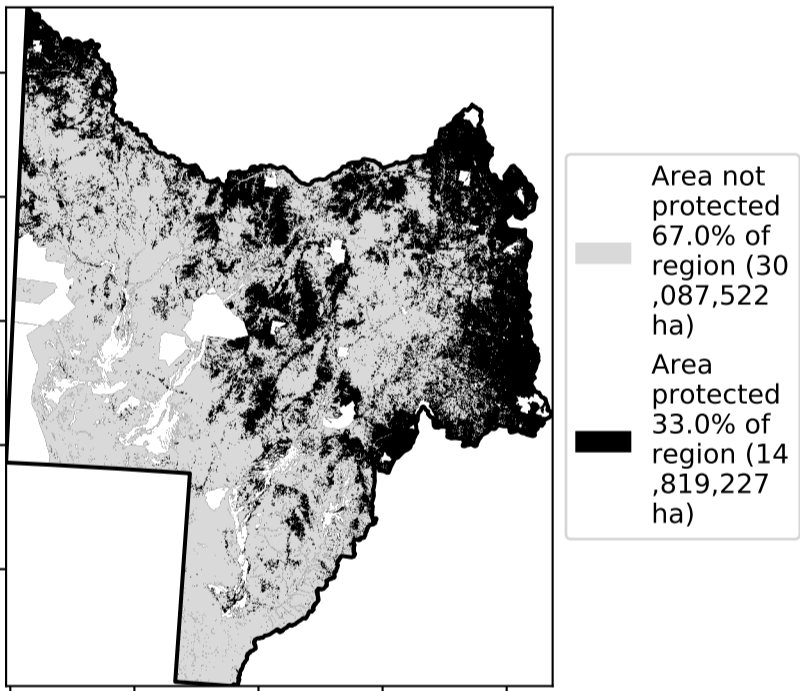 Area not
protected
67.0% of
region (30
,087,522
ha)
Area
protected
33.0% of
region (14
,819,227
ha)